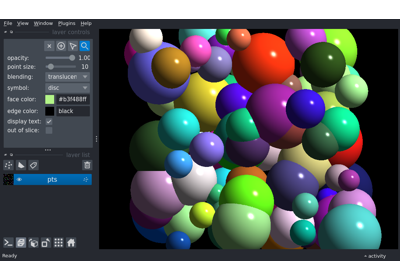 File View Window Plugins Help
layer controls
opacity: 1.00
point size: 10
blending: translucen
symbol: disc
face color: #b3f488ff
edge color: black
display text:
out of slice:
layer list
pts
Ready
activity